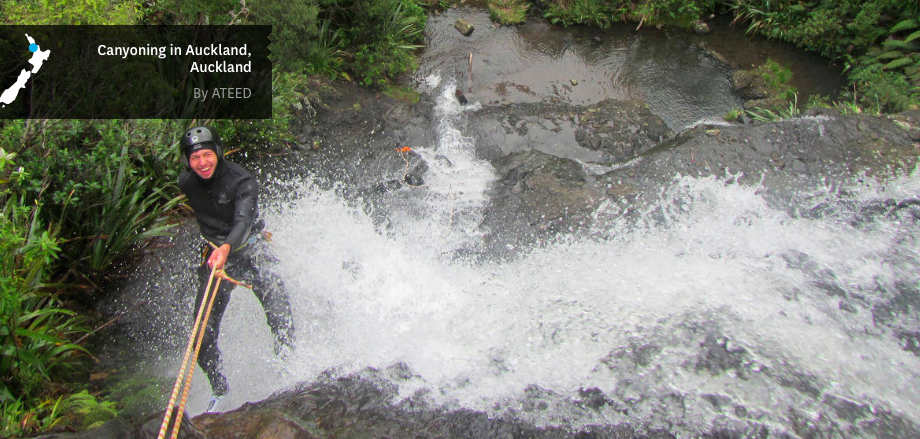 Canyoning in Auckland,
Auckland
By ATEED